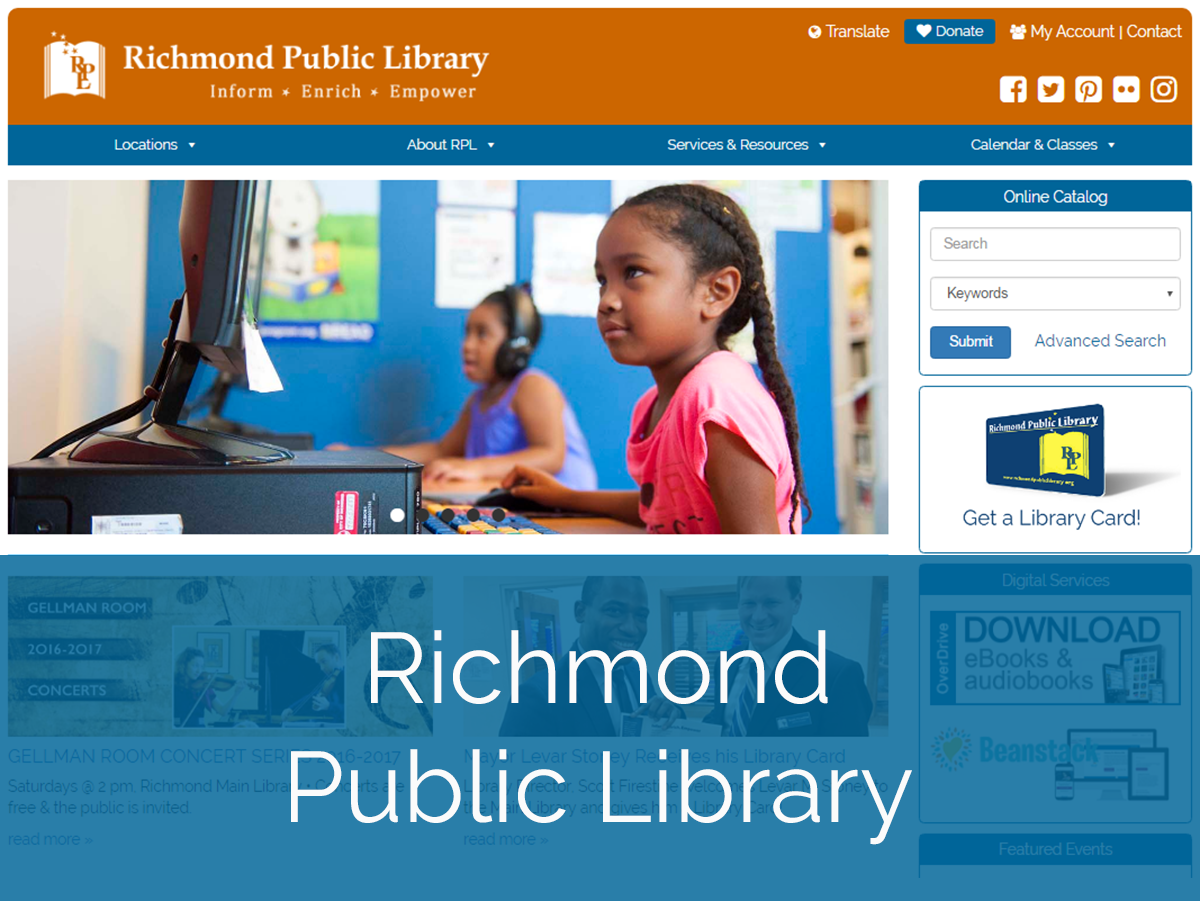 Translate
Donate
My Account | Contact
RPL
Richmond Public Library
Inform ★ Enrich ★ Empower
Locations
About RPL
Services & Resources
Calendar & Classes
Online Catalog
Search
Keywords
Submit
Advanced Search
Richmond Public Library
RPL
www.richmondpubliclibrary.org
Get a Library Card!
GELLMAN ROOM
2016-2017
CONCERTS
GELLMAN ROOM CONCERT SERIES 2016-2017
Saturdays @ 2 pm. Richmond Main Library • Concerts are
free & the public is invited.
read more »
Mayor Levar Stoney Receives his Library Card
Library Director, Scott Firestine welcomes Levar Stoney to
the Main Library and gives him a Library Card
read more »
Digital Services
OverDrive
DOWNLOAD
eBooks &
audiobooks
Beanstack
Featured Events
Richmond
Public Library